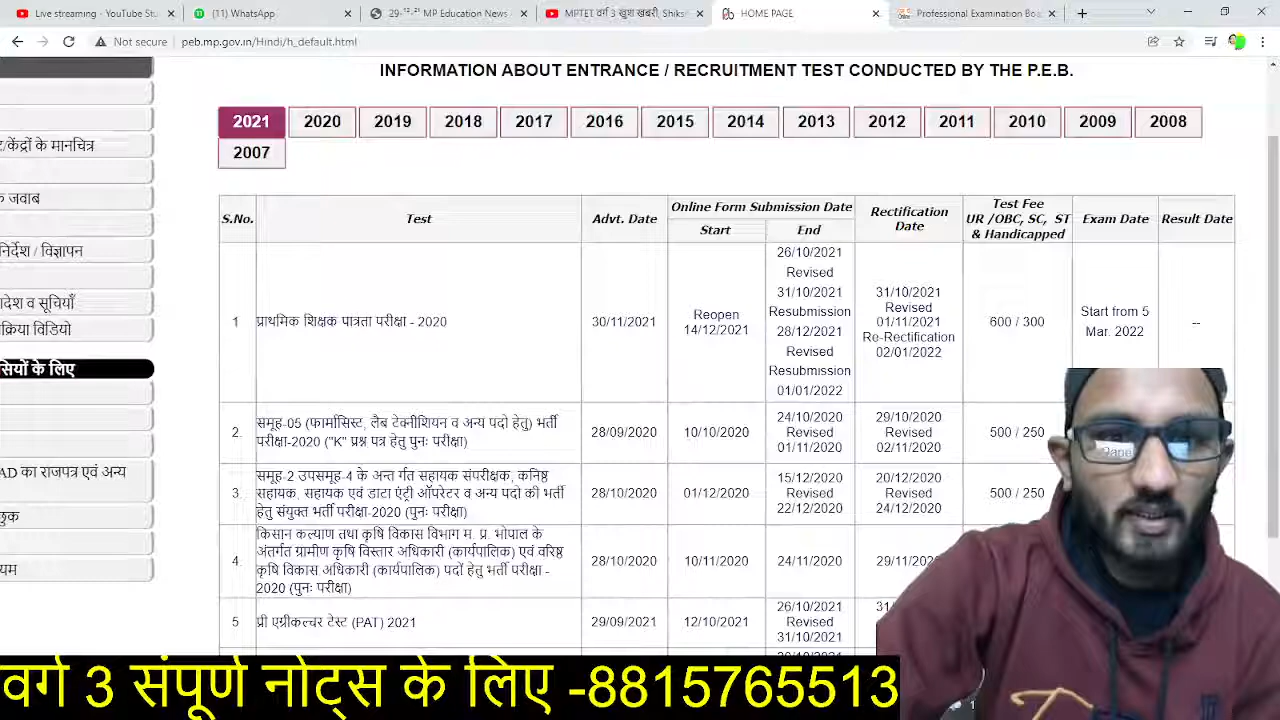 Live streaming - YouTube Stu
(11) WhatsApp
29-¹²-²¹ MP Education News
MPTET वर्ग 3 खुश खबरी, Shiks
HOME PAGE
Professional Examination Boa
Not secure
peb.mp.gov.in/Hindi/h_default.html
INFORMATION ABOUT ENTRANCE / RECRUITMENT TEST CONDUCTED BY THE P.E.B.
2021 2020 2019 2018 2017 2016 2015 2014 2013 2012 2011 2010 2009 2008
2007
केंद्रों के मानचित्र
क जवाब
निर्देश / विज्ञापन
ादेश व सूचियाँ
क्रिया विडियो
सियों के लिए
AD का राजपत्र एवं अन्य
छुक
यम
S.No. Test Advt. Date Online Form Submission Date Rectification Date Test Fee UR /OBC, SC, ST & Handicapped Exam Date Result Date
Start End
1 प्राथमिक शिक्षक पात्रता परीक्षा - 2020 30/11/2021
Reopen
14/12/2021
26/10/2021
Revised
31/10/2021
Resubmission
28/12/2021
Revised
Resubmission
01/01/2022
31/10/2021
Revised
01/11/2021
Re-Rectification
02/01/2022
600 / 300
Start from 5
Mar. 2022
--
2. समूह-05 (फार्मासिस्ट, लैब टेक्नीशियन व अन्य पदो हेतु) भर्ती
परीक्षा-2020 ("K" प्रश्न पत्र हेतु पुनः परीक्षा)
28/09/2020 10/10/2020
24/10/2020
Revised
01/11/2020
29/10/2020
Revised
02/11/2020
500 / 250
3. समूह-2 उपसमूह-4 के अन्त र्गत सहायक संपरीक्षक, कनिष्ठ
सहायक, सहायक एवं डाटा एंट्री ऑपरेटर व अन्य पदो की भर्ती
हेतु संयुक्त भर्ती परीक्षा-2020 (पुनः परीक्षा)
28/10/2020 01/12/2020
15/12/2020
Revised
22/12/2020
20/12/2020
Revised
24/12/2020
500 / 250
4. किसान कल्याण तथा कृषि विकास विभाग म. प्र. भोपाल के
अंतर्गत ग्रामीण कृषि विस्तार अधिकारी (कार्यपालिक) एवं वरिष्ठ
कृषि विकास अधिकारी (कार्यपालिक) पदों हेतु भर्ती परीक्षा -
2020 (पुनः परीक्षा)
28/10/2020 10/11/2020 24/11/2020 29/11/20
5 प्री एग्रीकल्चर टेस्ट (PAT) 2021 29/09/2021 12/10/2021
26/10/2021
Revised
31/10/2021
31
वर्ग 3 संपूर्ण नोट्स के लिए -8815765513